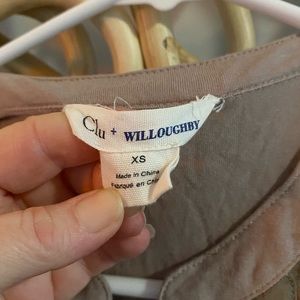 Clu + WILLOUGHBY
XS
Made in China
Fabriqué en